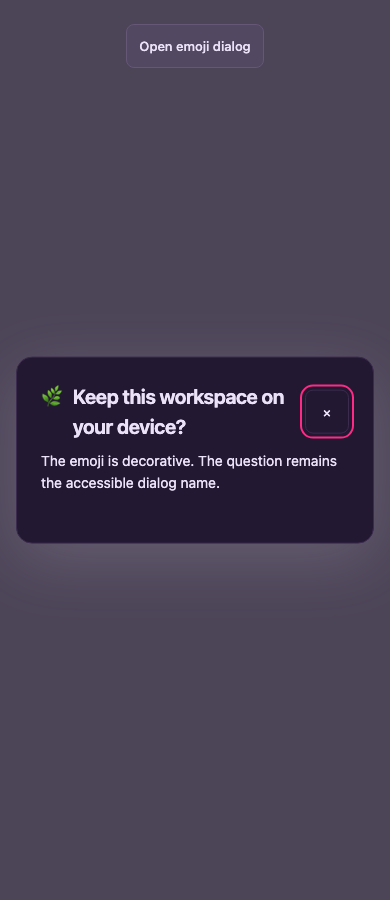 Open emoji dialog
🌿 Keep this workspace on
your device?
×
The emoji is decorative. The question remains
the accessible dialog name.